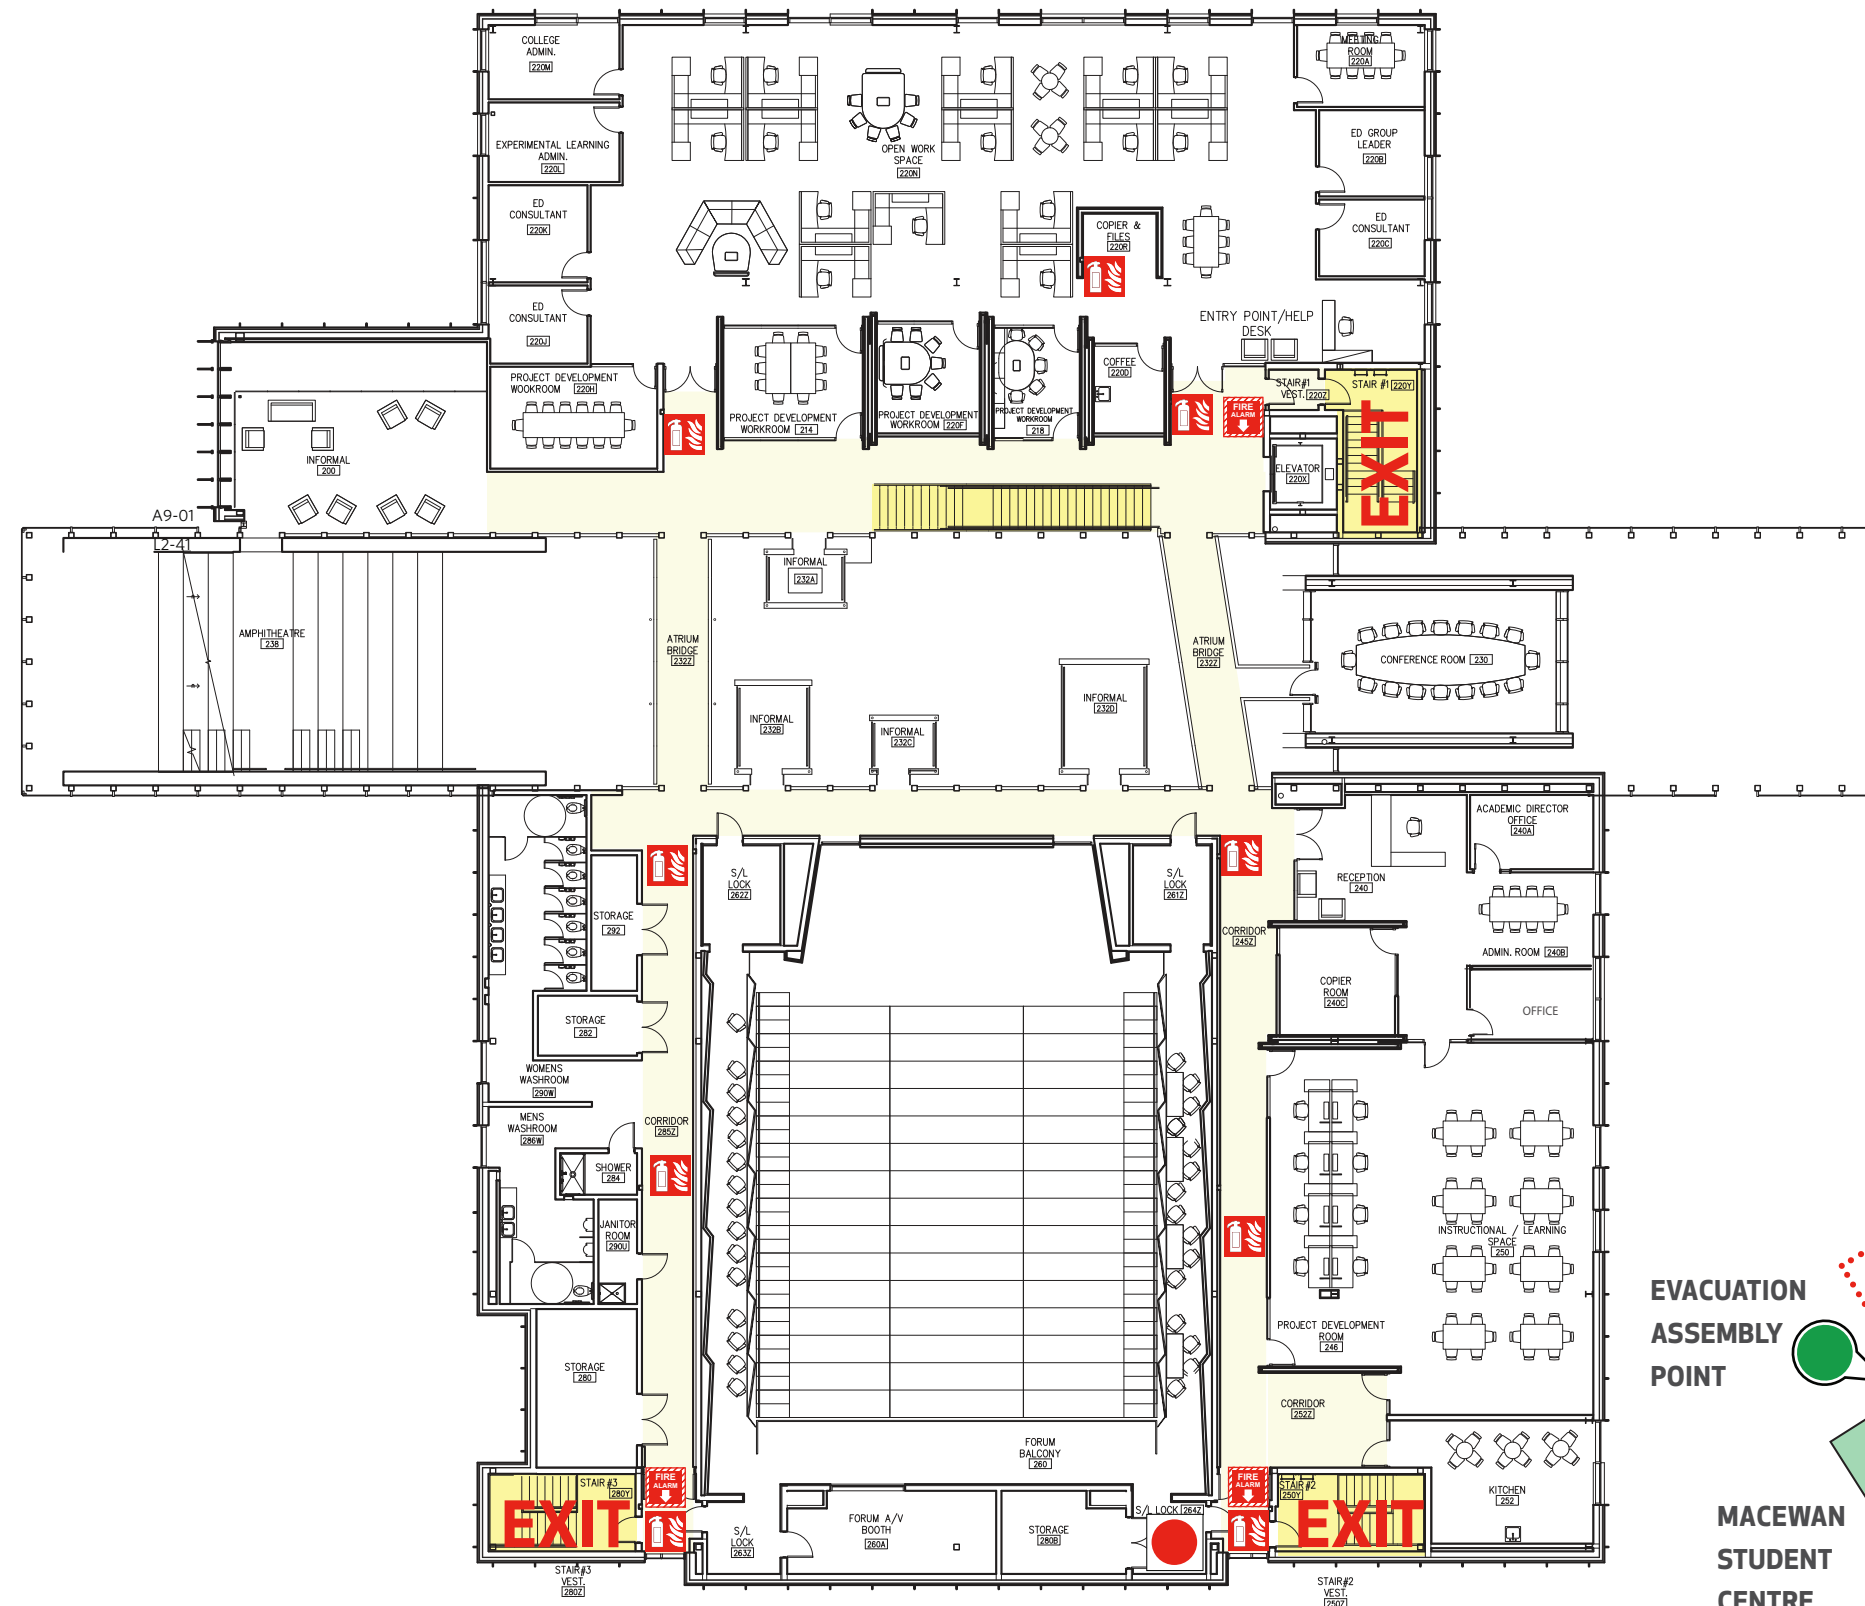 COLLEGE
ADMIN.
220M
EXPERIMENTAL LEARNING
ADMIN.
220L
ED
CONSULTANT
220K
ED
CONSULTANT
220J
OPEN WORK
SPACE
220N
MEETING
ROOM
220A
ED GROUP
LEADER
220B
ED
CONSULTANT
220C
COPIER &
FILES
220R
ENTRY POINT/HELP
DESK
PROJECT DEVELOPMENT
WOOKROOM 220H
PROJECT DEVELOPMENT
WORKROOM 214
PROJECT DEVELOPMENT
WORKROOM 220F
PROJECT DEVELOPMENT
WORKROOM
218
COFFEE
220D
STAIR#1
VEST. 220Z
STAIR #1 220Y
EXIT
FIRE
ALARM
ELEVATOR
220X
INFORMAL
200
A9-01
L2-41
AMPHITHEATRE
238
INFORMAL
232A
ATRIUM
BRIDGE
232Z
ATRIUM
BRIDGE
232Z
INFORMAL
232B
INFORMAL
232C
INFORMAL
232D
CONFERENCE ROOM 230
ACADEMIC DIRECTOR
OFFICE
240A
RECEPTION
240
ADMIN. ROOM 240B
OFFICE
COPIER
ROOM
240C
S/L
LOCK
262Z
S/L
LOCK
261Z
CORRIDOR
245Z
STORAGE
292
STORAGE
282
WOMENS
WASHROOM
290W
MENS
WASHROOM
286W
CORRIDOR
285Z
SHOWER
284
JANITOR
ROOM
290U
STORAGE
280
INSTRUCTIONAL / LEARNING
SPACE
250
PROJECT DEVELOPMENT
ROOM
246
CORRIDOR
252Z
KITCHEN
252
FORUM
BALCONY
260
FORUM A/V
BOOTH
260A
STORAGE
280B
S/L LOCK 264Z
S/L
LOCK
263Z
STAIR#3
280Y
EXIT
FIRE
ALARM
STAIR#3
VEST.
280Z
FIRE
ALARM
STAIR#2
250Y
EXIT
STAIR#2
VEST.
250Z
EVACUATION
ASSEMBLY
POINT
MACEWAN
STUDENT
CENTRE